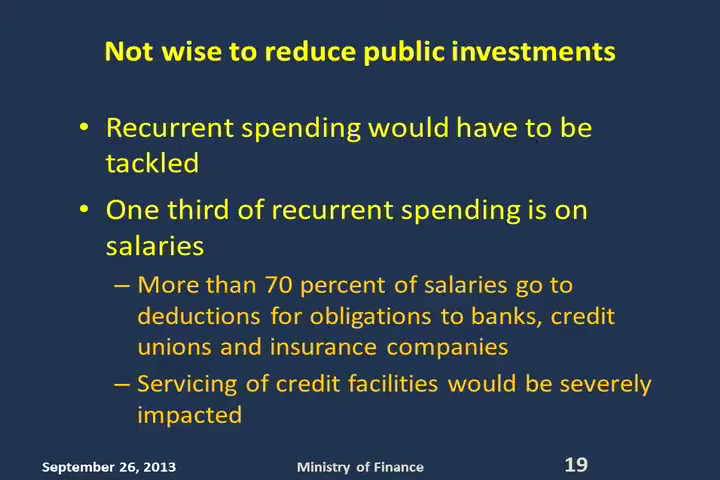 Not wise to reduce public investments
• Recurrent spending would have to be
tackled
• One third of recurrent spending is on
salaries
– More than 70 percent of salaries go to
deductions for obligations to banks, credit
unions and insurance companies
– Servicing of credit facilities would be severely
impacted
September 26, 2013 Ministry of Finance 19